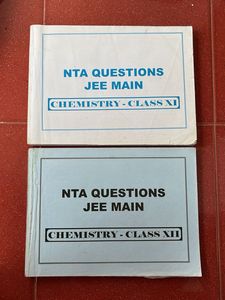 NTA QUESTIONS
JEE MAIN
CHEMISTRY - CLASS XI
NTA QUESTIONS
JEE MAIN
CHEMISTRY - CLASS XII